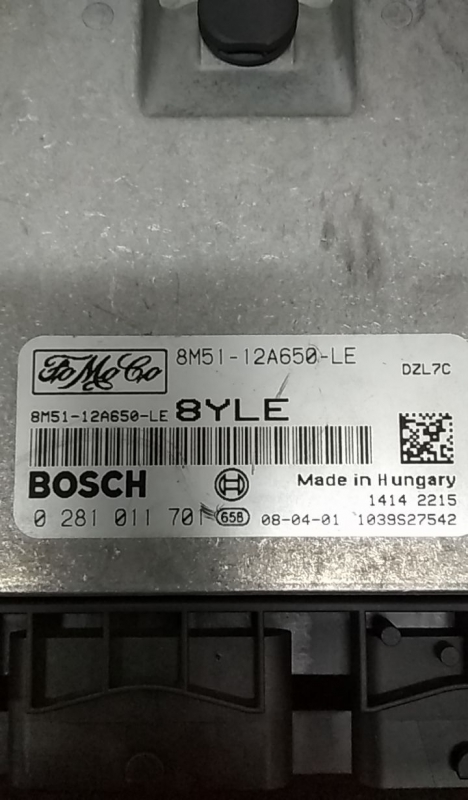 FoMoCo 8M51-12A650-LE
DZL7C
8M51-12A650-LE 8YLE
BOSCH
Made in Hungary
1414 2215
0 281 011 701 658 08-04-01 1039S27542